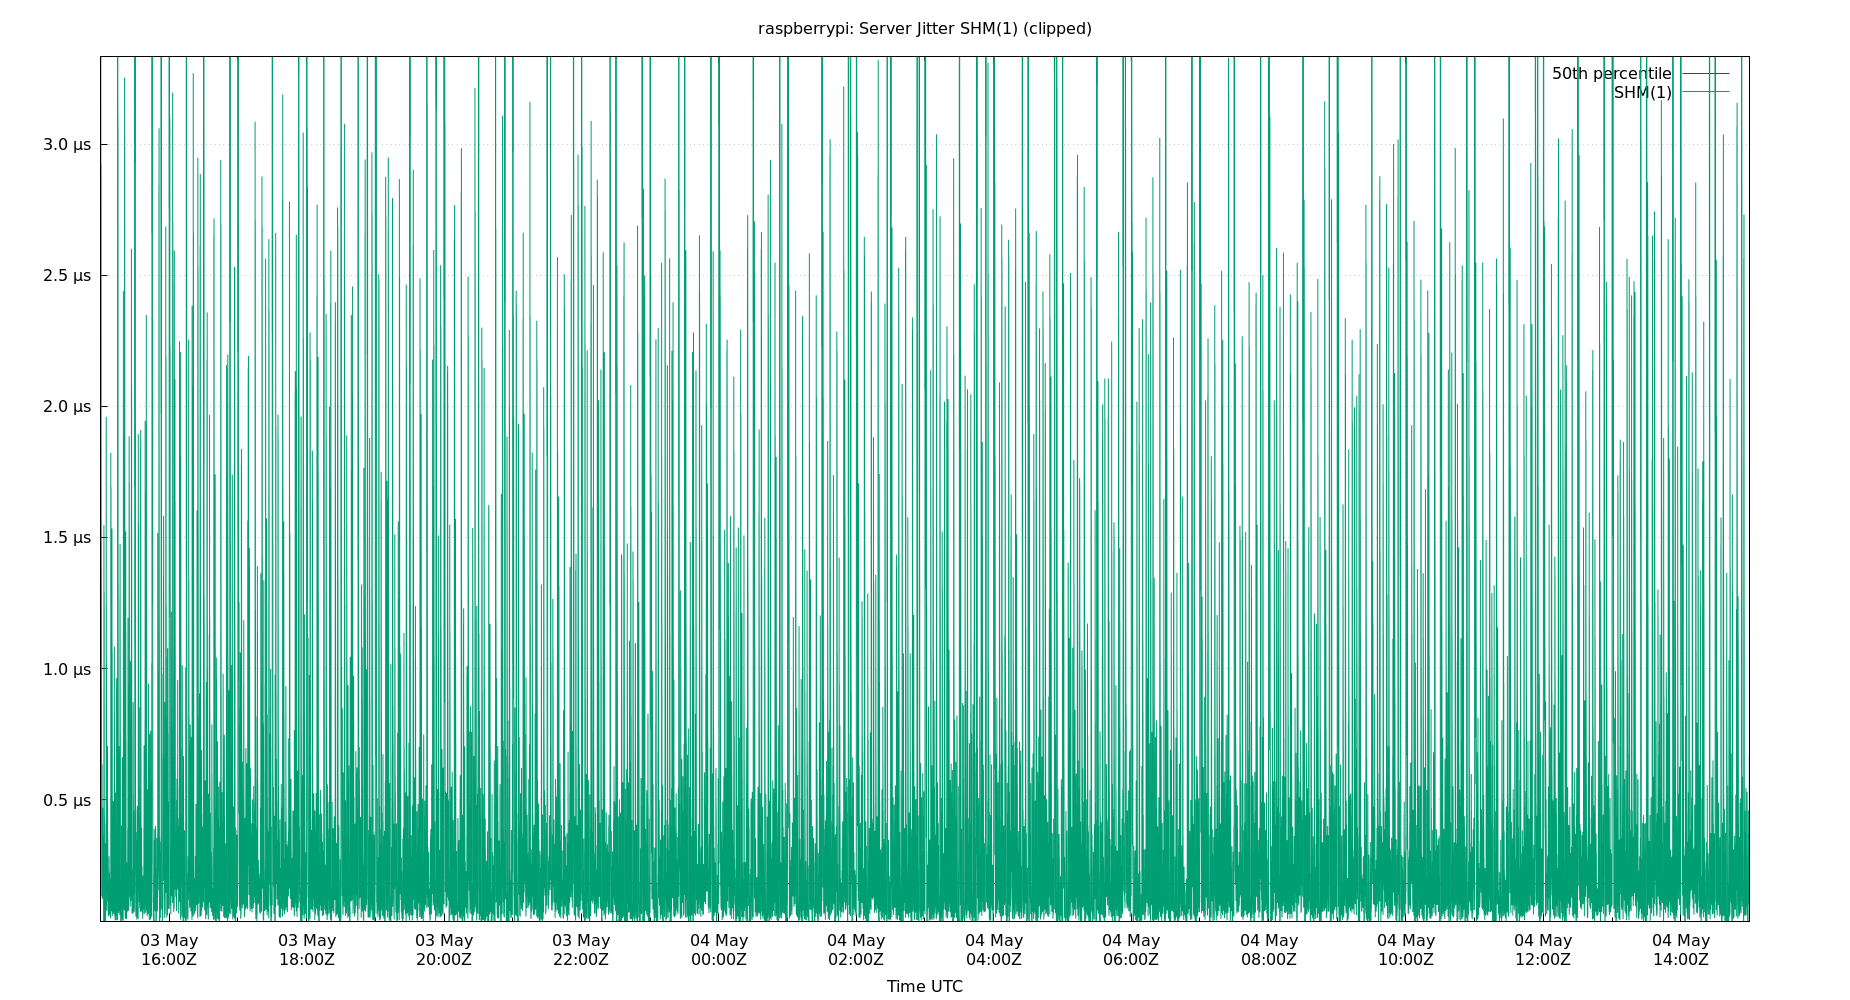 raspberrypi: Server Jitter SHM(1) (clipped)
50th percentile
SHM(1)
3.0 µs
2.5 µs
2.0 µs
1.5 µs
1.0 µs
0.5 µs
03 May 03 May 03 May 03 May 04 May 04 May 04 May 04 May 04 May 04 May 04 May 04 May
16:00Z 18:00Z 20:00Z 22:00Z 00:00Z 02:00Z 04:00Z 06:00Z 08:00Z 10:00Z 12:00Z 14:00Z
Time UTC